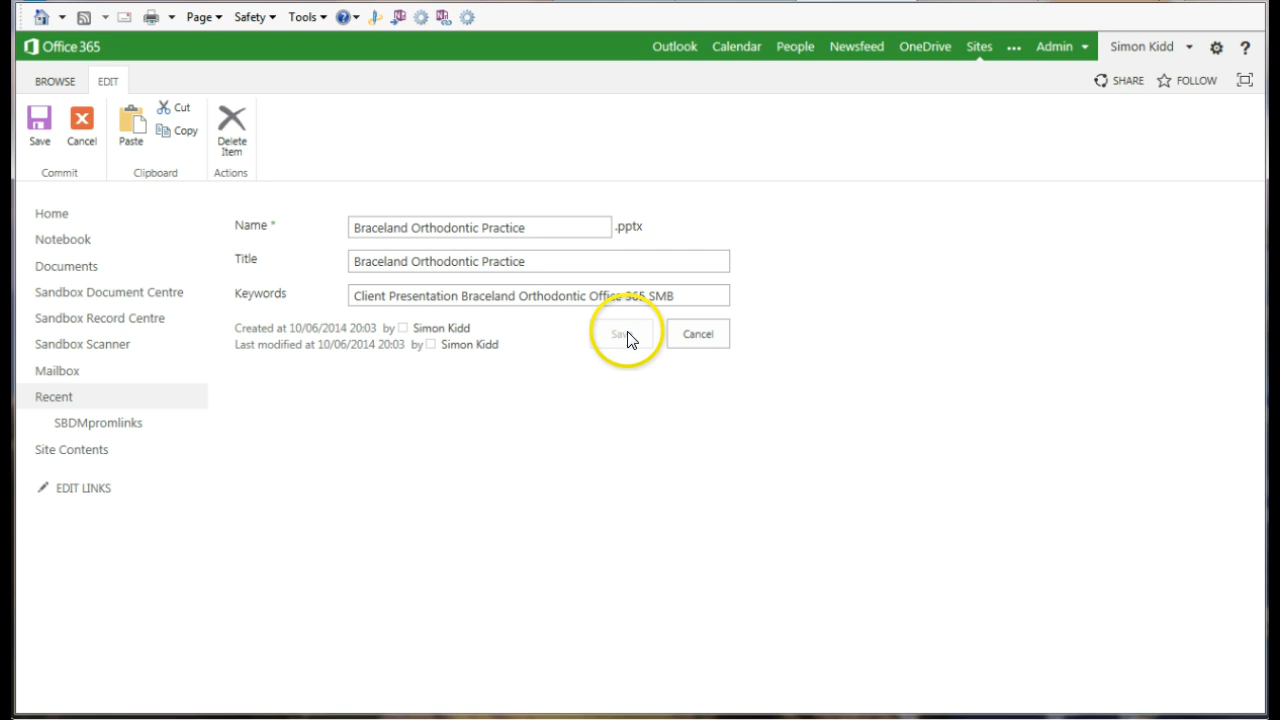 Page Safety Tools
Office 365 Outlook Calendar People Newsfeed OneDrive Sites ... Admin Simon Kidd ?
BROWSE EDIT SHARE FOLLOW
Save Cancel Paste Cut Copy Delete Item
Commit Clipboard Actions
Home
Notebook
Documents
Sandbox Document Centre
Sandbox Record Centre
Sandbox Scanner
Mailbox
Recent
SBDMpromlinks
Site Contents
EDIT LINKS
Name * Braceland Orthodontic Practice .pptx
Title Braceland Orthodontic Practice
Keywords Client Presentation Braceland Orthodontic Office 365 SMB
Created at 10/06/2014 20:03 by Simon Kidd
Last modified at 10/06/2014 20:03 by Simon Kidd
Save Cancel